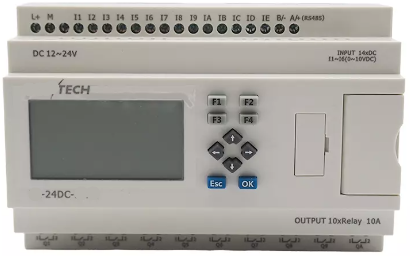 L+ M I1 I2 I3 I4 I5 I6 I7 I8 I9 IA IB IC ID IE B/- A/+ (RS485)
DC 12~24V
INPUT 14xDC
I1~I6(0~10VDC)
TECH
F1 F2
F3 F4
Esc OK
-24DC-
OUTPUT 10xRelay 10A